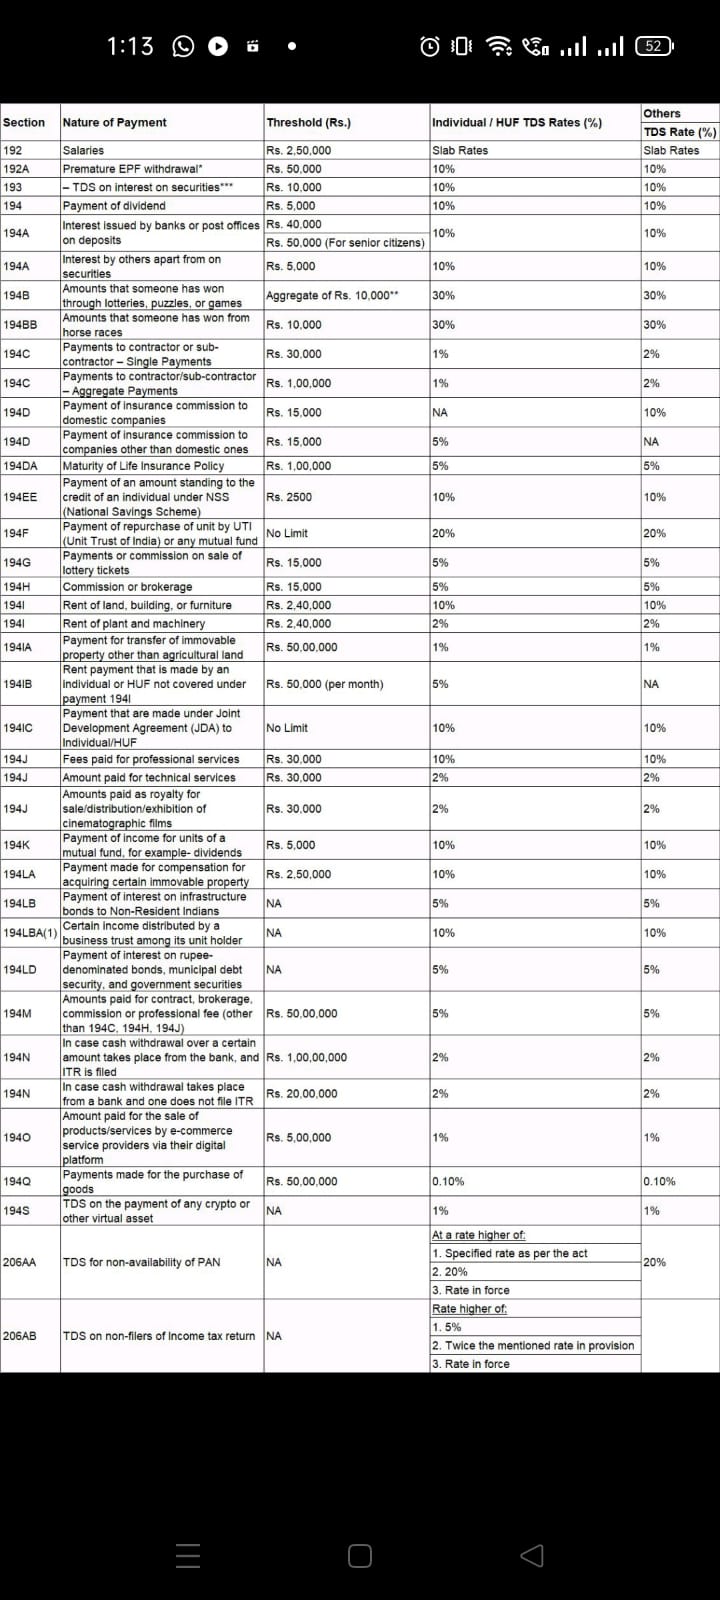 1:13
52
Section Nature of Payment Threshold (Rs.) Individual / HUF TDS Rates (%) Others
TDS Rate (%)
192 Salaries Rs. 2,50,000 Slab Rates Slab Rates
192A Premature EPF withdrawal* Rs. 50,000 10% 10%
193 – TDS on interest on securities*** Rs. 10,000 10% 10%
194 Payment of dividend Rs. 5,000 10% 10%
194A Interest issued by banks or post offices Rs. 40,000 10% 10%
on deposits Rs. 50,000 (For senior citizens)
194A Interest by others apart from on Rs. 5,000 10% 10%
securities
194B Amounts that someone has won Aggregate of Rs. 10,000** 30% 30%
through lotteries, puzzles, or games
194BB Amounts that someone has won from Rs. 10,000 30% 30%
horse races
194C Payments to contractor or sub- Rs. 30,000 1% 2%
contractor – Single Payments
194C Payments to contractor/sub-contractor Rs. 1,00,000 1% 2%
– Aggregate Payments
194D Payment of insurance commission to Rs. 15,000 NA 10%
domestic companies
194D Payment of insurance commission to Rs. 15,000 5% NA
companies other than domestic ones
194DA Maturity of Life Insurance Policy Rs. 1,00,000 5% 5%
194EE Payment of an amount standing to the Rs. 2500 10% 10%
credit of an individual under NSS
(National Savings Scheme)
194F Payment of repurchase of unit by UTI No Limit 20% 20%
(Unit Trust of India) or any mutual fund
194G Payments or commission on sale of Rs. 15,000 5% 5%
lottery tickets
194H Commission or brokerage Rs. 15,000 5% 5%
194I Rent of land, building, or furniture Rs. 2,40,000 10% 10%
194I Rent of plant and machinery Rs. 2,40,000 2% 2%
194IA Payment for transfer of immovable Rs. 50,00,000 1% 1%
property other than agricultural land
194IB Rent payment that is made by an Rs. 50,000 (per month) 5% NA
individual or HUF not covered under
payment 194I
194IC Payment that are made under Joint No Limit 10% 10%
Development Agreement (JDA) to
Individual/HUF
194J Fees paid for professional services Rs. 30,000 10% 10%
194J Amount paid for technical services Rs. 30,000 2% 2%
194J Amounts paid as royalty for Rs. 30,000 2% 2%
sale/distribution/exhibition of
cinematographic films
194K Payment of income for units of a Rs. 5,000 10% 10%
mutual fund, for example- dividends
194LA Payment made for compensation for Rs. 2,50,000 10% 10%
acquiring certain immovable property
194LB Payment of interest on infrastructure NA 5% 5%
bonds to Non-Resident Indians
194LBA(1) Certain income distributed by a NA 10% 10%
business trust among its unit holder
194LD Payment of interest on rupee- NA 5% 5%
denominated bonds, municipal debt
security, and government securities
194M Amounts paid for contract, brokerage, Rs. 50,00,000 5% 5%
commission or professional fee (other
than 194C, 194H, 194J)
194N In case cash withdrawal over a certain Rs. 1,00,00,000 2% 2%
amount takes place from the bank, and
ITR is filed
194N In case cash withdrawal takes place Rs. 20,00,000 2% 2%
from a bank and one does not file ITR
194O Amount paid for the sale of Rs. 5,00,000 1% 1%
products/services by e-commerce
service providers via their digital
platform
194Q Payments made for the purchase of Rs. 50,00,000 0.10% 0.10%
goods
194S TDS on the payment of any crypto or NA 1% 1%
other virtual asset
206AA TDS for non-availability of PAN NA At a rate higher of: 20%
1. Specified rate as per the act
2. 20%
3. Rate in force
206AB TDS on non-filers of Income tax return NA Rate higher of:
1. 5%
2. Twice the mentioned rate in provision
3. Rate in force